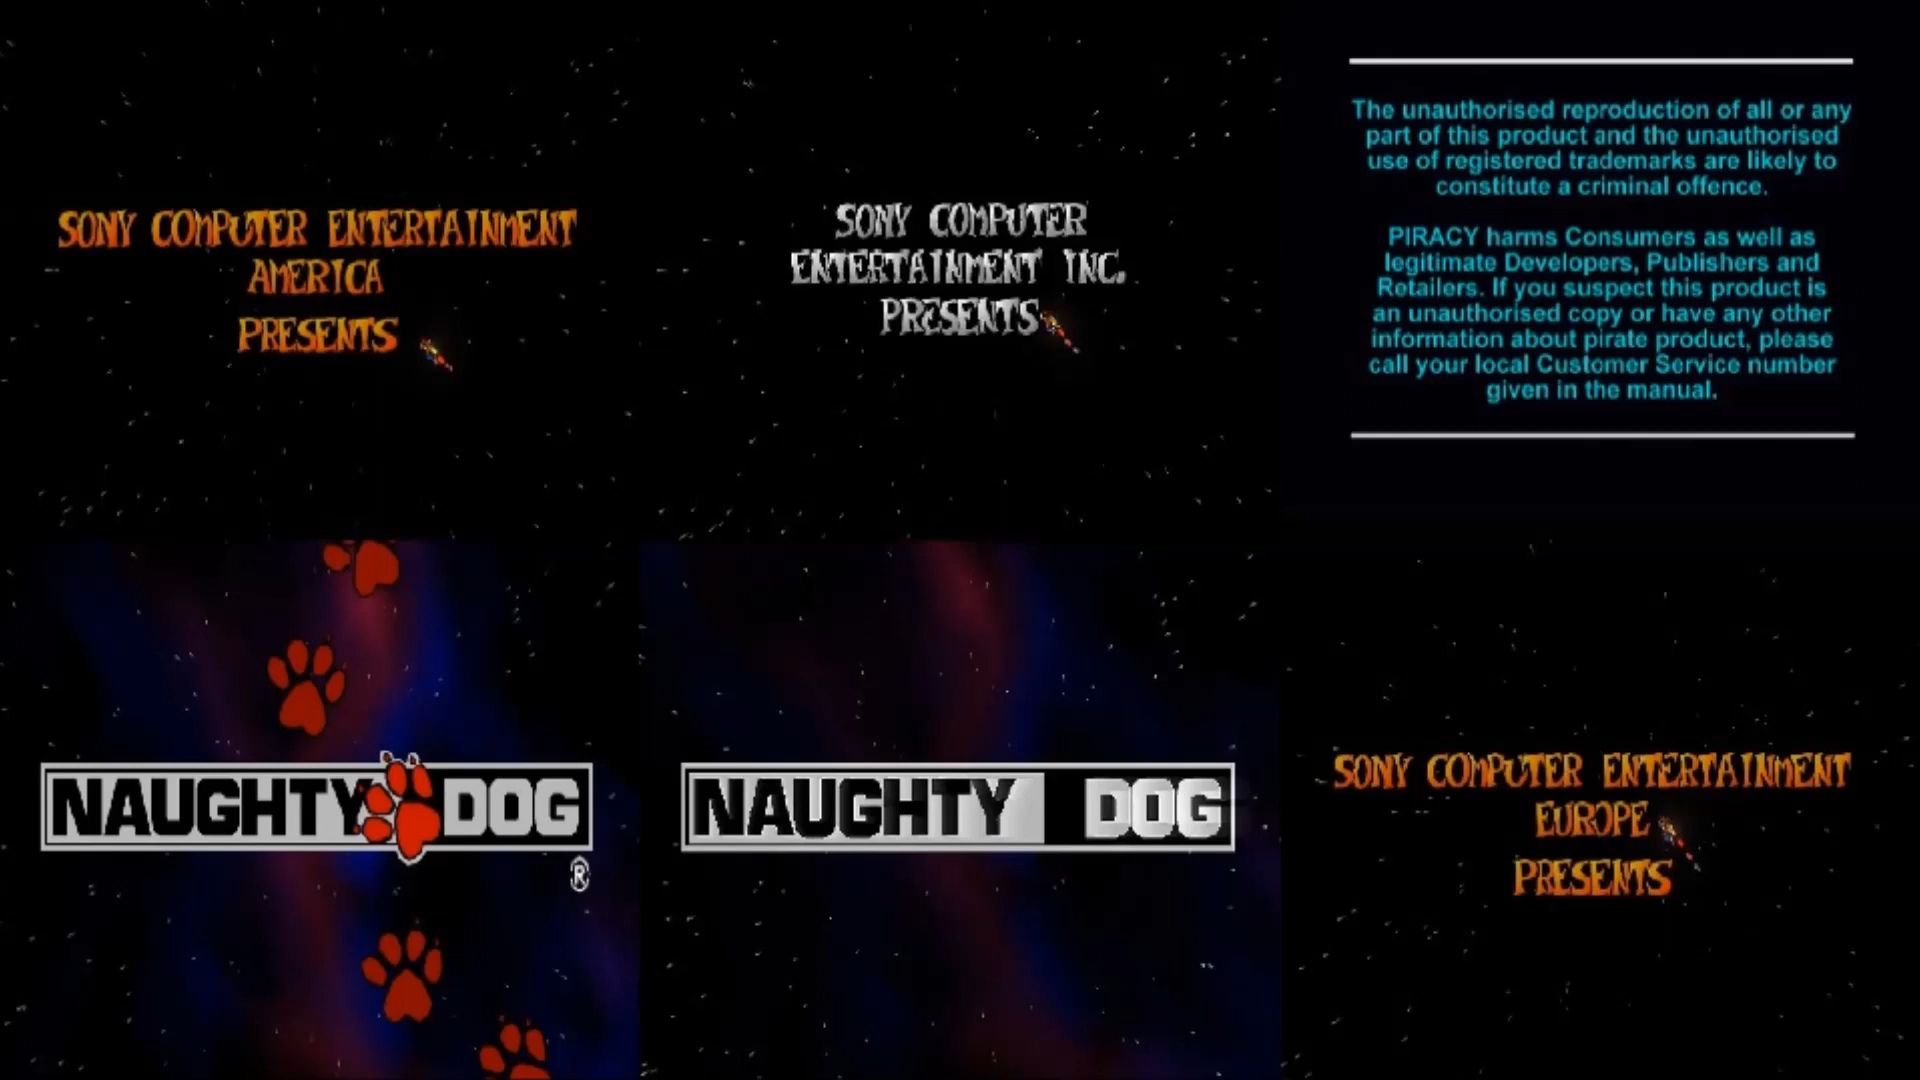 SONY COMPUTER ENTERTAINMENT
AMERICA
PRESENTS
SONY COMPUTER
ENTERTAINMENT INC.
PRESENTS
The unauthorised reproduction of all or any
part of this product and the unauthorised
use of registered trademarks are likely to
constitute a criminal offence.
PIRACY harms Consumers as well as
legitimate Developers, Publishers and
Retailers. If you suspect this product is
an unauthorised copy or have any other
information about pirate product, please
call your local Customer Service number
given in the manual.
NAUGHTY DOG
®
NAUGHTY DOG
SONY COMPUTER ENTERTAINMENT
EUROPE
PRESENTS